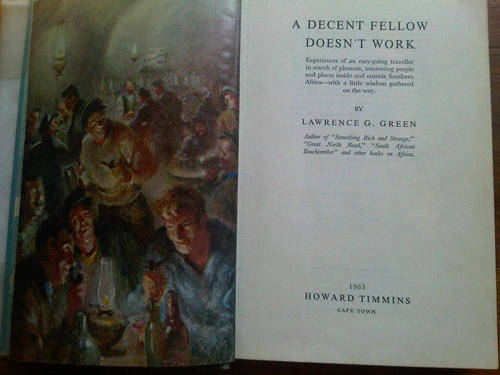 A DECENT FELLOW
DOESN'T WORK
Experiences of an easy-going traveller
in search of pleasure, interesting people
and places inside and outside Southern
Africa—with a little wisdom gathered
on the way.
BY
LAWRENCE G. GREEN
Author of "Something Rich and Strange,"
"Great North Road," "South African
Beachcomber" and other books on Africa.
1963
HOWARD TIMMINS
CAPE TOWN